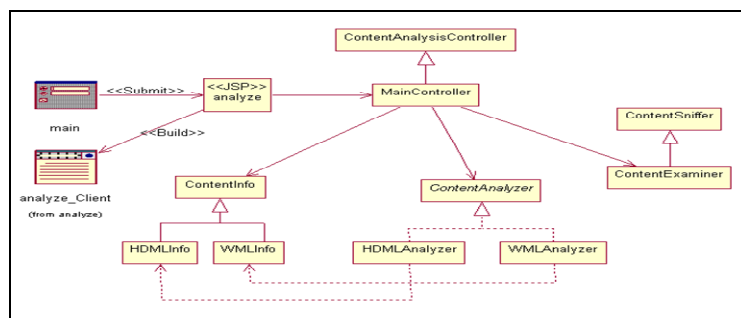 ContentAnalysisController
<<Submit>>
<<JSP>>
analyze
MainController
main
<<Build>>
ContentSniffer
ContentExaminer
analyze_Client
(from analyze)
ContentInfo
ContentAnalyzer
HDMLInfo
WMLInfo
HDMLAnalyzer
WMLAnalyzer